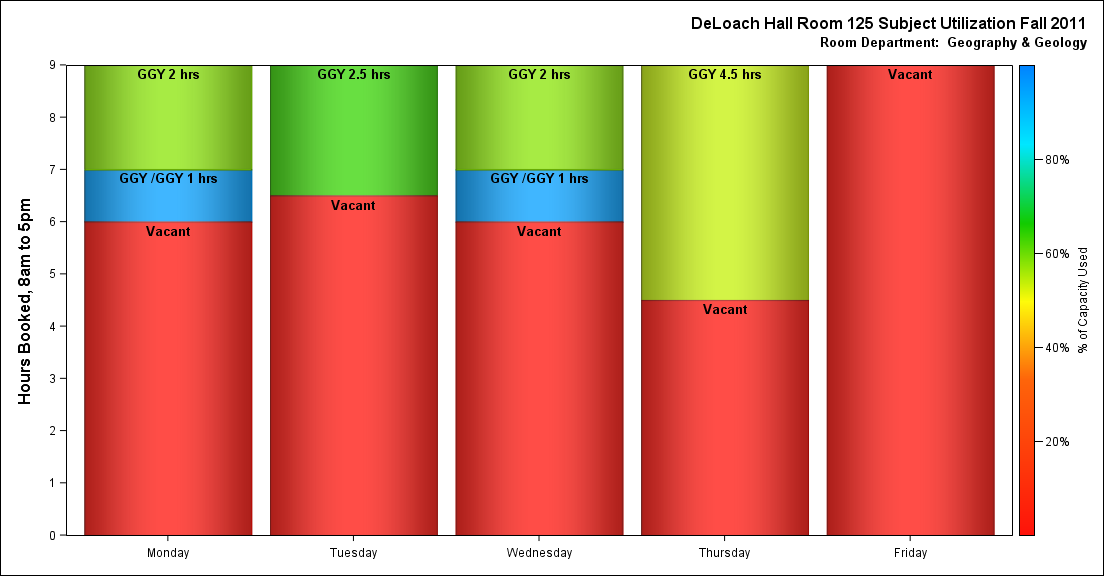 DeLoach Hall Room 125 Subject Utilization Fall 2011
Room Department:  Geography & Geology
Hours Booked, 8am to 5pm
9
8
7
6
5
4
3
2
1
0
GGY 2 hrs
GGY /GGY 1 hrs
Vacant
GGY 2.5 hrs
Vacant
GGY 2 hrs
GGY /GGY 1 hrs
Vacant
GGY 4.5 hrs
Vacant
Vacant
Monday
Tuesday
Wednesday
Thursday
Friday
80%
60%
40%
20%
% of Capacity Used